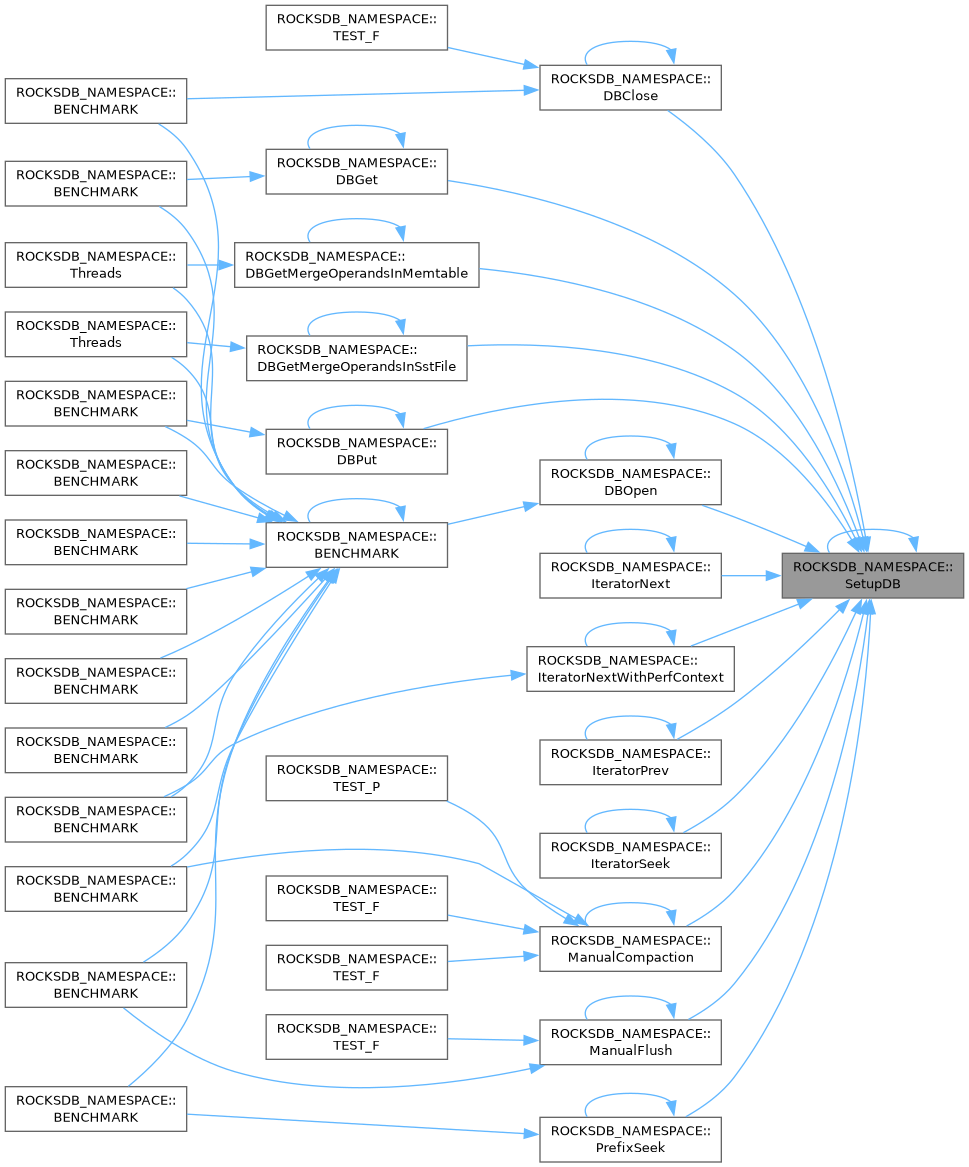 ROCKSDB_NAMESPACE::
TEST_F
ROCKSDB_NAMESPACE::
DBClose
ROCKSDB_NAMESPACE::
BENCHMARK
ROCKSDB_NAMESPACE::
DBGet
ROCKSDB_NAMESPACE::
BENCHMARK
ROCKSDB_NAMESPACE::
DBGetMergeOperandsInMemtable
ROCKSDB_NAMESPACE::
Threads
ROCKSDB_NAMESPACE::
Threads
ROCKSDB_NAMESPACE::
DBGetMergeOperandsInSstFile
ROCKSDB_NAMESPACE::
BENCHMARK
ROCKSDB_NAMESPACE::
DBPut
ROCKSDB_NAMESPACE::
BENCHMARK
ROCKSDB_NAMESPACE::
DBOpen
ROCKSDB_NAMESPACE::
BENCHMARK
ROCKSDB_NAMESPACE::
BENCHMARK
ROCKSDB_NAMESPACE::
IteratorNext
ROCKSDB_NAMESPACE::
SetupDB
ROCKSDB_NAMESPACE::
BENCHMARK
ROCKSDB_NAMESPACE::
IteratorNextWithPerfContext
ROCKSDB_NAMESPACE::
BENCHMARK
ROCKSDB_NAMESPACE::
BENCHMARK
ROCKSDB_NAMESPACE::
IteratorPrev
ROCKSDB_NAMESPACE::
TEST_P
ROCKSDB_NAMESPACE::
BENCHMARK
ROCKSDB_NAMESPACE::
IteratorSeek
ROCKSDB_NAMESPACE::
BENCHMARK
ROCKSDB_NAMESPACE::
TEST_F
ROCKSDB_NAMESPACE::
ManualCompaction
ROCKSDB_NAMESPACE::
TEST_F
ROCKSDB_NAMESPACE::
BENCHMARK
ROCKSDB_NAMESPACE::
TEST_F
ROCKSDB_NAMESPACE::
ManualFlush
ROCKSDB_NAMESPACE::
BENCHMARK
ROCKSDB_NAMESPACE::
PrefixSeek